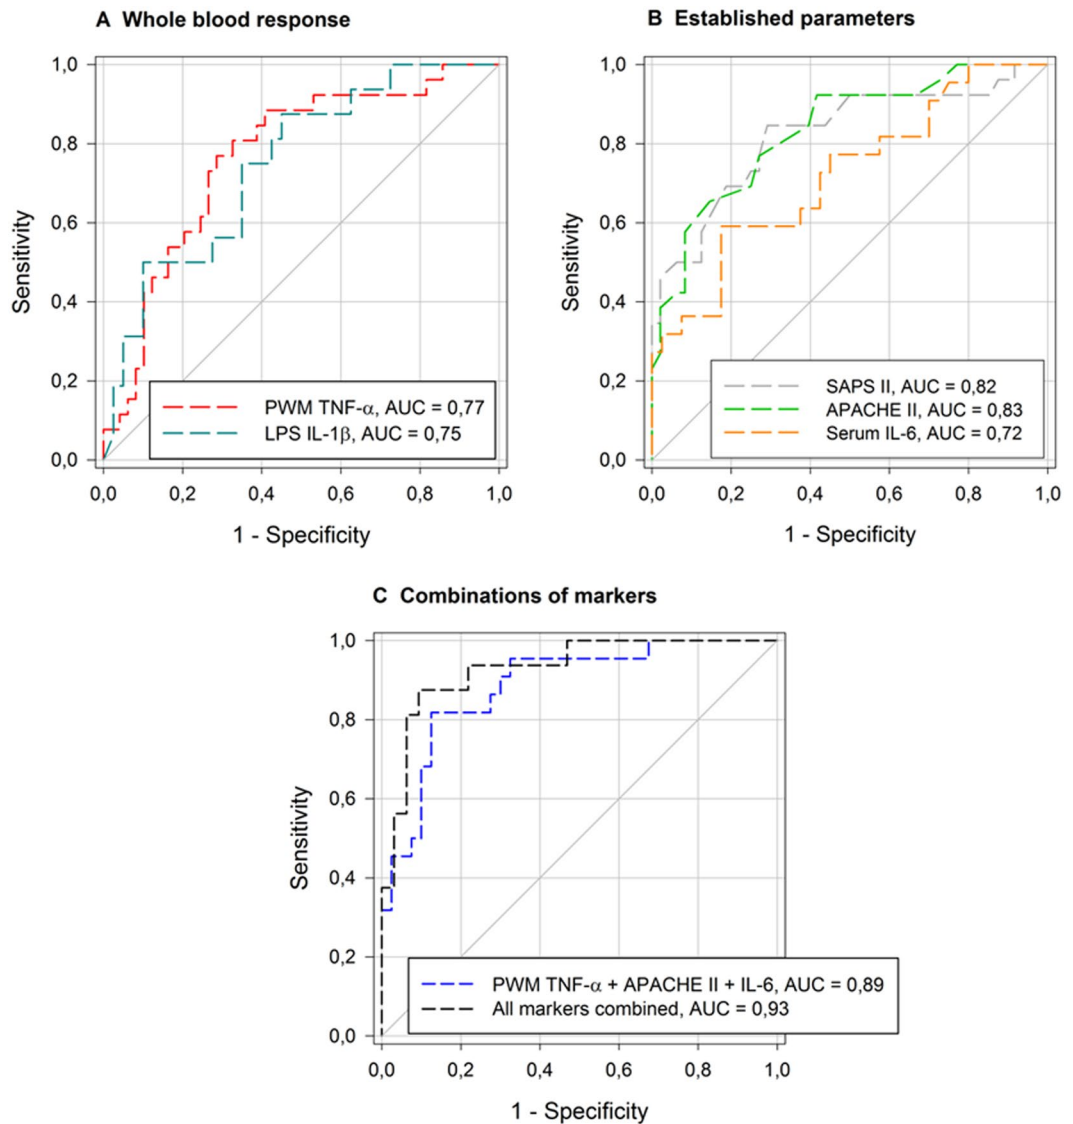 A Whole blood response
1,0
0,8
0,6
0,4
0,2
0,0
Sensitivity
PWM TNF-α, AUC = 0,77
LPS IL-1β, AUC = 0,75
0,0 0,2 0,4 0,6 0,8 1,0
1 - Specificity
B Established parameters
1,0
0,8
0,6
0,4
0,2
0,0
Sensitivity
SAPS II, AUC = 0,82
APACHE II, AUC = 0,83
Serum IL-6, AUC = 0,72
0,0 0,2 0,4 0,6 0,8 1,0
1 - Specificity
C Combinations of markers
1,0
0,8
0,6
0,4
0,2
0,0
Sensitivity
PWM TNF-α + APACHE II + IL-6, AUC = 0,89
All markers combined, AUC = 0,93
0,0 0,2 0,4 0,6 0,8 1,0
1 - Specificity